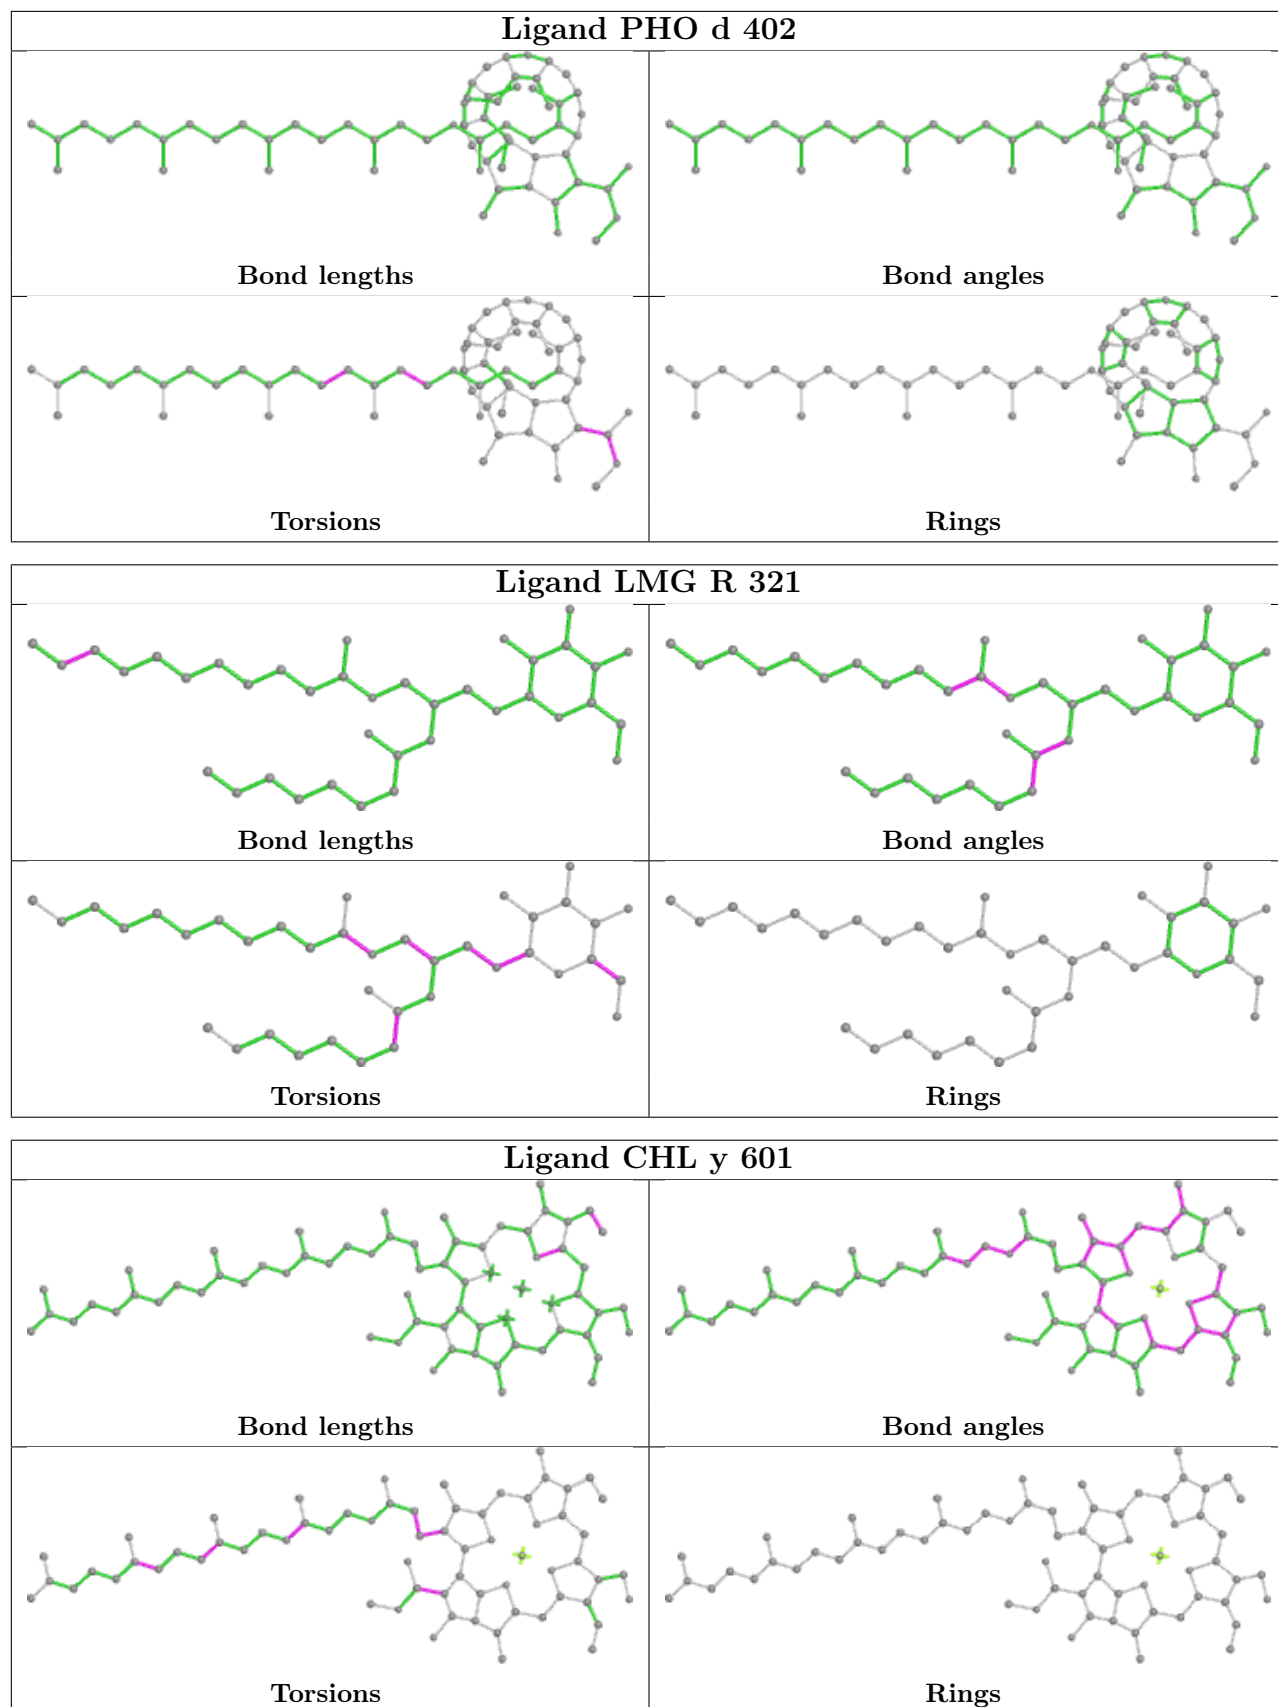 Ligand PHO d 402
Bond lengths
Bond angles
Torsions
Rings
Ligand LMG R 321
Bond lengths
Bond angles
Torsions
Rings
Ligand CHL y 601
Bond lengths
Bond angles
Torsions
Rings